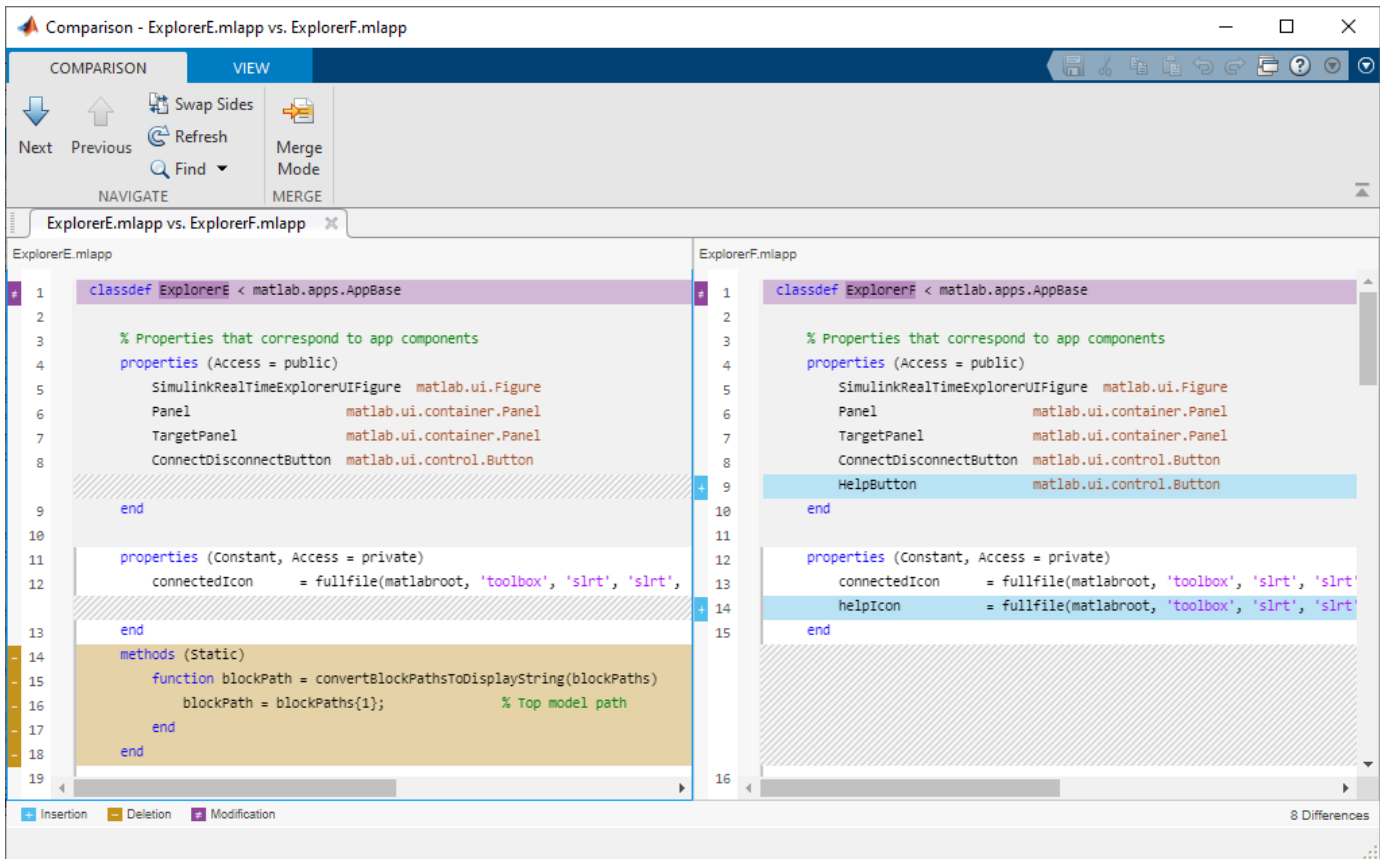 Comparison - ExplorerE.mlapp vs. ExplorerF.mlapp
COMPARISON VIEW
Next Previous Swap Sides Refresh Find Merge Mode
NAVIGATE MERGE
ExplorerE.mlapp vs. ExplorerF.mlapp
ExplorerE.mlapp
≠ 1 classdef ExplorerE < matlab.apps.AppBase
2
3 % Properties that correspond to app components
4 properties (Access = public)
5 SimulinkRealTimeExplorerUIFigure matlab.ui.Figure
6 Panel matlab.ui.container.Panel
7 TargetPanel matlab.ui.container.Panel
8 ConnectDisconnectButton matlab.ui.control.Button
9 end
10
11 properties (Constant, Access = private)
12 connectedIcon = fullfile(matlabroot, 'toolbox', 'slrt', 'slrt',
13 end
- 14 methods (Static)
- 15 function blockPath = convertBlockPathsToDisplayString(blockPaths)
- 16 blockPath = blockPaths{1}; % Top model path
- 17 end
- 18 end
19
ExplorerF.mlapp
≠ 1 classdef ExplorerF < matlab.apps.AppBase
2
3 % Properties that correspond to app components
4 properties (Access = public)
5 SimulinkRealTimeExplorerUIFigure matlab.ui.Figure
6 Panel matlab.ui.container.Panel
7 TargetPanel matlab.ui.container.Panel
8 ConnectDisconnectButton matlab.ui.control.Button
+ 9 HelpButton matlab.ui.control.Button
10 end
11
12 properties (Constant, Access = private)
13 connectedIcon = fullfile(matlabroot, 'toolbox', 'slrt', 'slrt'
+ 14 helpIcon = fullfile(matlabroot, 'toolbox', 'slrt', 'slrt'
15 end
16
+ Insertion - Deletion ≠ Modification 8 Differences